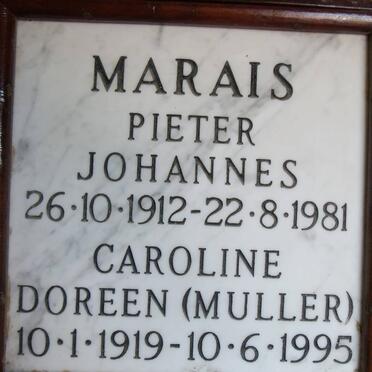 MARAIS
PIETER
JOHANNES
26·10·1912-22·8·1981
CAROLINE
DOREEN (MULLER)
10·1·1919-10·6·1995